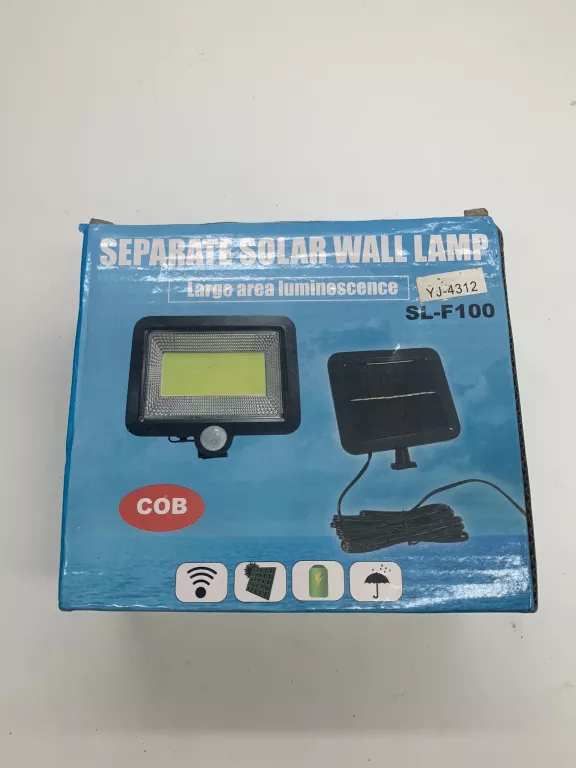 SEPARATE SOLAR WALL LAMP
Large area luminescence
YJ-4312
SL-F100
COB